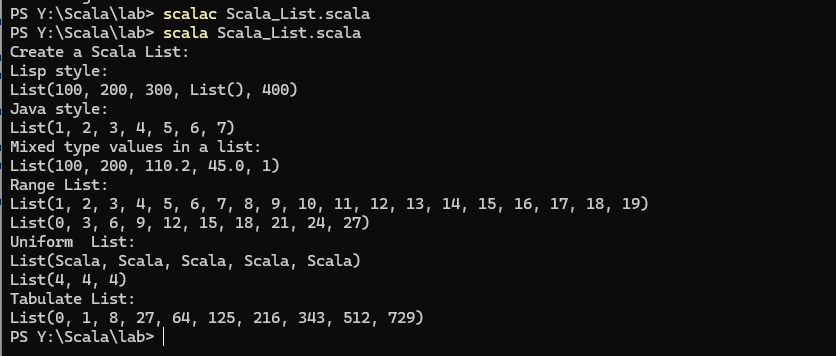 PS Y:\Scala\lab> scalac Scala_List.scala
PS Y:\Scala\lab> scala Scala_List.scala
Create a Scala List:
Lisp style:
List(100, 200, 300, List(), 400)
Java style:
List(1, 2, 3, 4, 5, 6, 7)
Mixed type values in a list:
List(100, 200, 110.2, 45.0, 1)
Range List:
List(1, 2, 3, 4, 5, 6, 7, 8, 9, 10, 11, 12, 13, 14, 15, 16, 17, 18, 19)
List(0, 3, 6, 9, 12, 15, 18, 21, 24, 27)
Uniform  List:
List(Scala, Scala, Scala, Scala, Scala)
List(4, 4, 4)
Tabulate List:
List(0, 1, 8, 27, 64, 125, 216, 343, 512, 729)
PS Y:\Scala\lab>